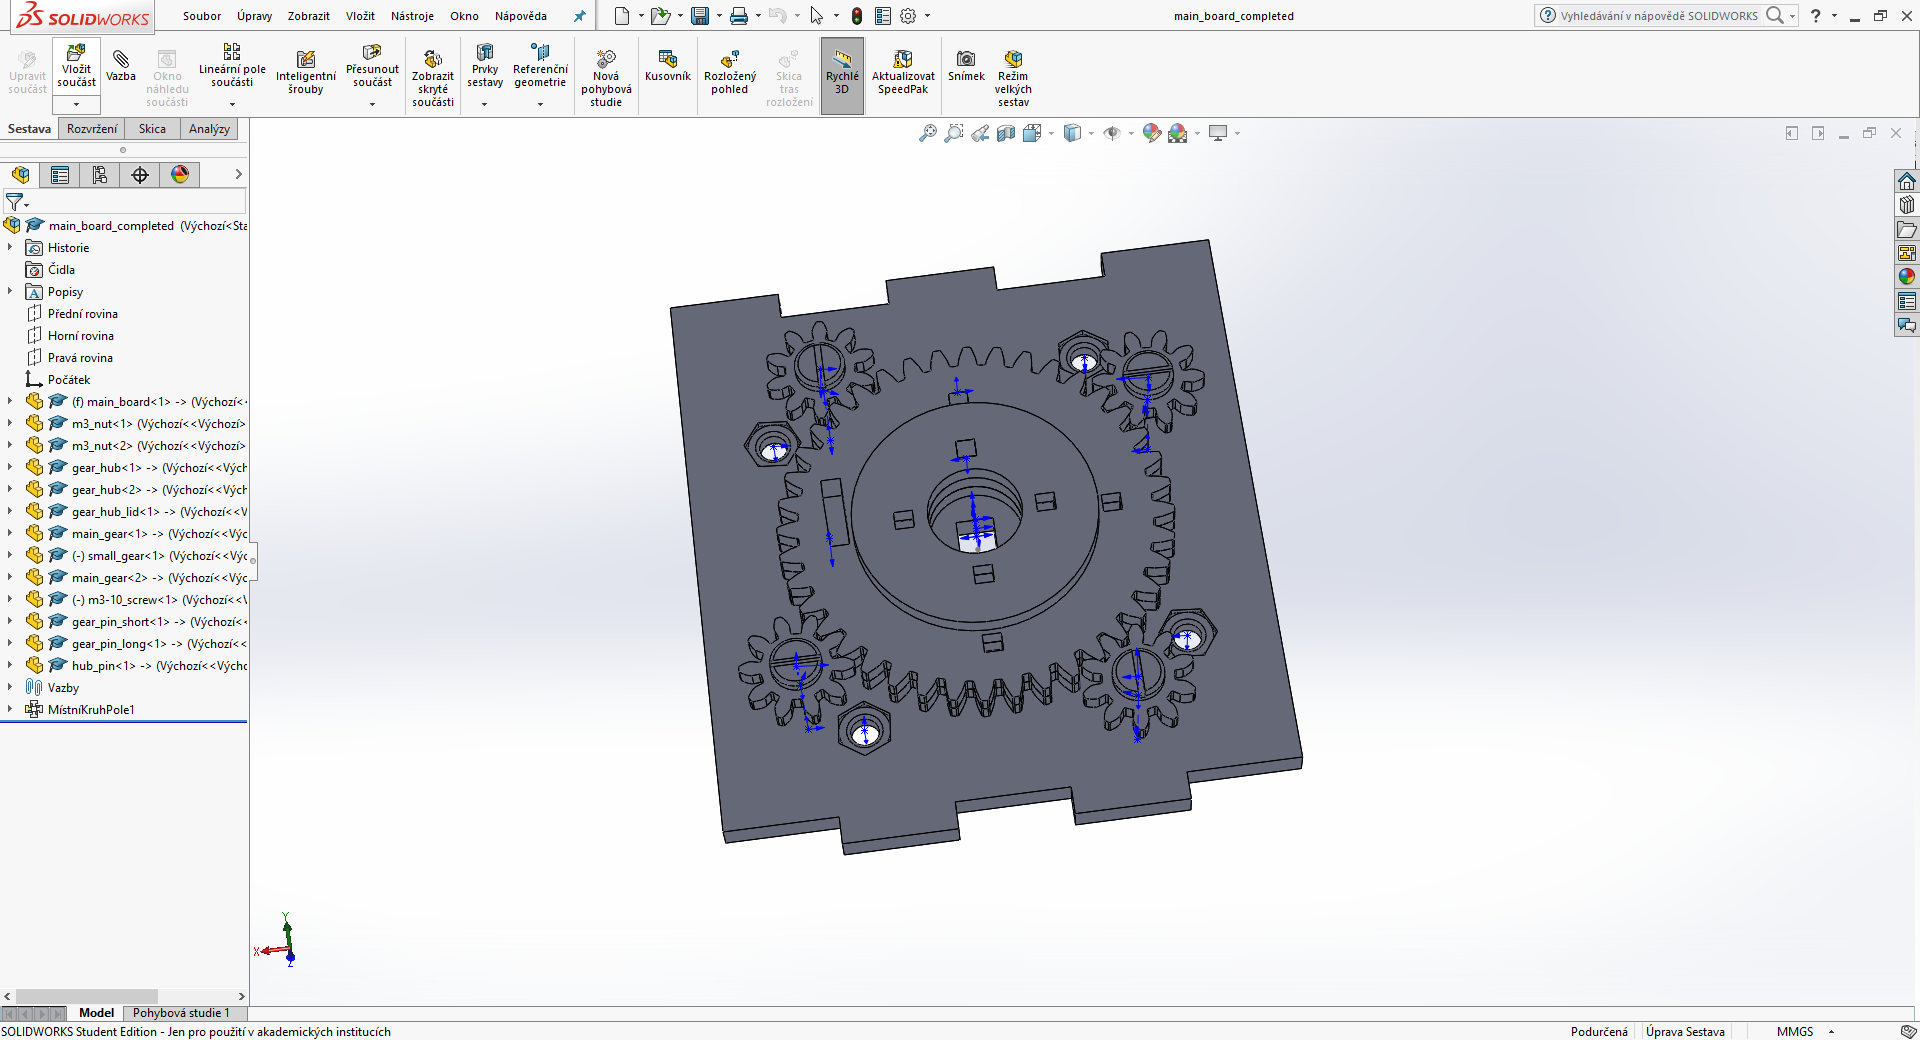 SOLIDWORKS
Soubor Úpravy Zobrazit Vložit Nástroje Okno Nápověda
main_board_completed
Vyhledávání v nápovědě SOLIDWORKS
Upravit součást
Vložit součást
Vazba
Okno náhledu součásti
Lineární pole součásti
Inteligentní šrouby
Přesunout součást
Zobrazit skryté součásti
Prvky sestavy
Referenční geometrie
Nová pohybová studie
Kusovník
Rozložený pohled
Skica tras rozložení
Rychlé 3D
Aktualizovat SpeedPak
Snímek
Režim velkých sestav
Sestava Rozvržení Skica Analýzy
main_board_completed (Výchozí<Sta
Historie
Čidla
Popisy
Přední rovina
Horní rovina
Pravá rovina
Počátek
(f) main_board<1> -> (Výchozí<
m3_nut<1> (Výchozí<<Výchozí>
m3_nut<2> (Výchozí<<Výchozí>
gear_hub<1> -> (Výchozí<<Vých
gear_hub<2> -> (Výchozí<<Vých
gear_hub_lid<1> -> (Výchozí<<V
main_gear<1> -> (Výchozí<<Výc
(-) small_gear<1> (Výchozí<<Výc
main_gear<2> -> (Výchozí<<Výc
(-) m3-10_screw<1> (Výchozí<<V
gear_pin_short<1> -> (Výchozí<
gear_pin_long<1> -> (Výchozí<<
hub_pin<1> -> (Výchozí<<Výcho
Vazby
MístníKruhPole1
Y
X
Z
Model Pohybová studie 1
SOLIDWORKS Student Edition - Jen pro použití v akademických institucích
Podurčená Úprava Sestava MMGS